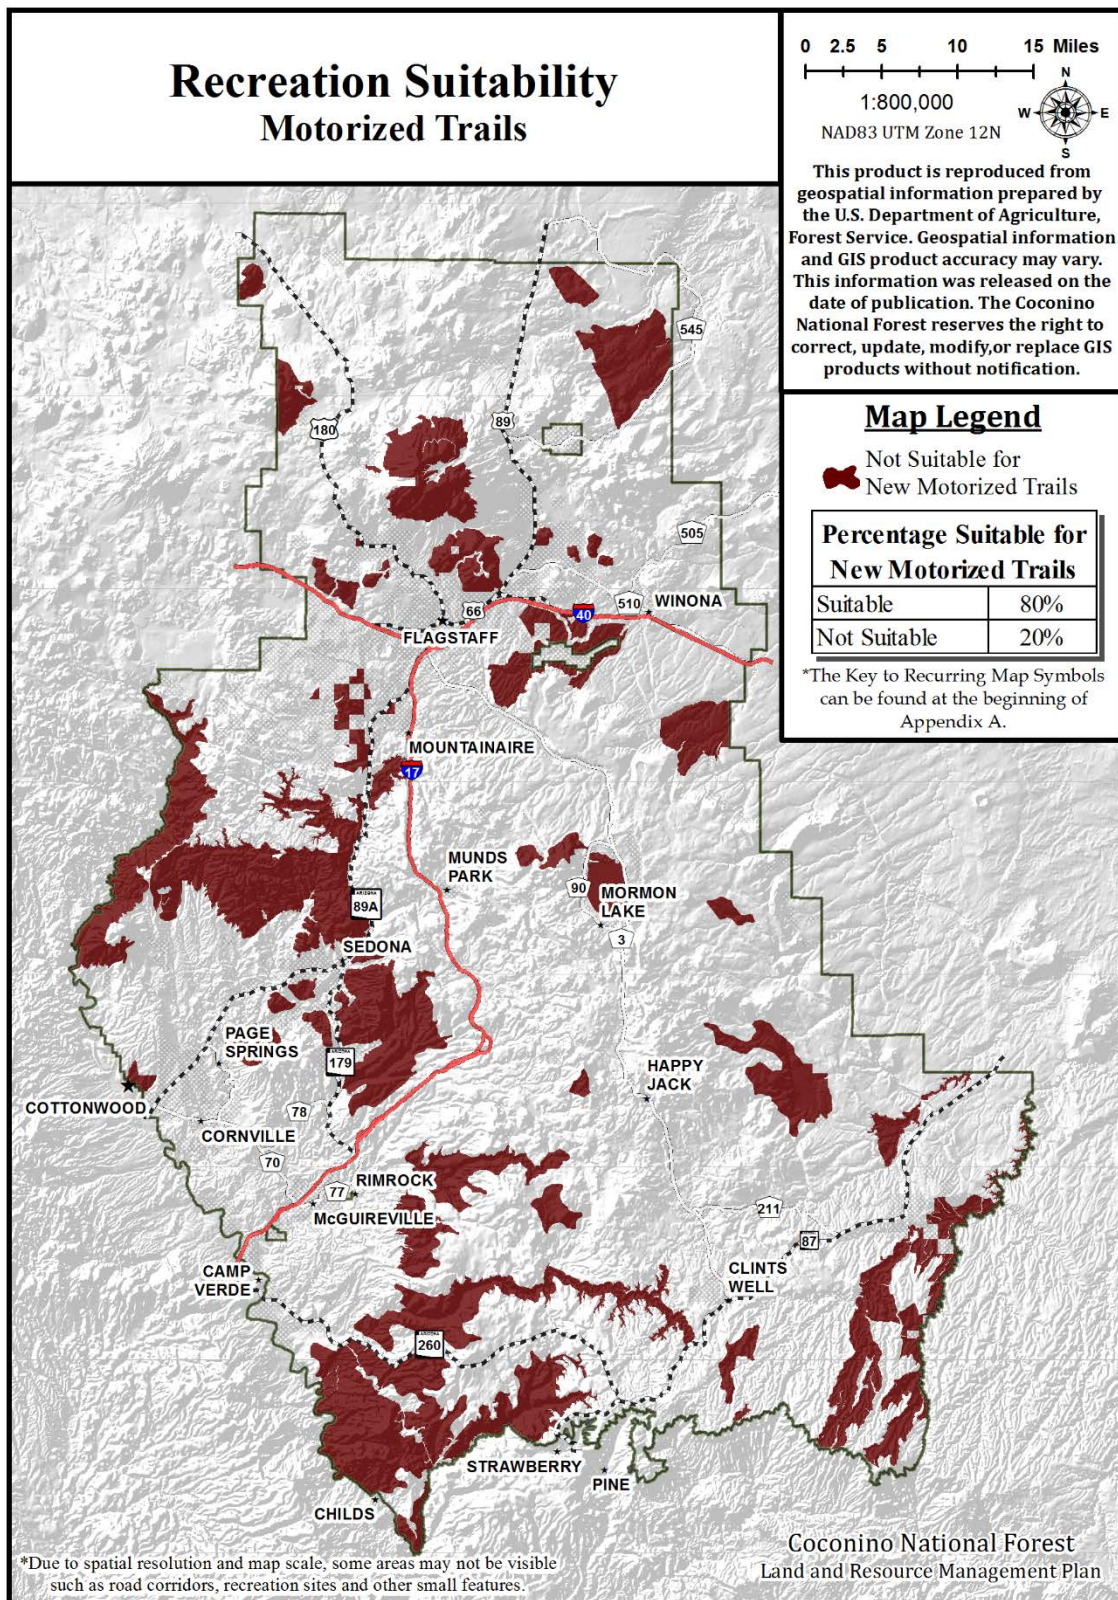 Recreation Suitability
Motorized Trails
0 2.5 5 10 15 Miles
1:800,000
NAD83 UTM Zone 12N
N
W E
S
This product is reproduced from
geospatial information prepared by
the U.S. Department of Agriculture,
Forest Service. Geospatial information
and GIS product accuracy may vary.
This information was released on the
date of publication. The Coconino
National Forest reserves the right to
correct, update, modify,or replace GIS
products without notification.
Map Legend
Not Suitable for
New Motorized Trails
Percentage Suitable for
New Motorized Trails
Suitable 80%
Not Suitable 20%
*The Key to Recurring Map Symbols
can be found at the beginning of
Appendix A.
545
180
89
505
510
WINONA
66
40
FLAGSTAFF
MOUNTAINAIRE
17
MUNDS
PARK
90
MORMON
LAKE
ARIZONA
89A
3
SEDONA
PAGE
SPRINGS
ARIZONA
179
HAPPY
JACK
COTTONWOOD
78
CORNVILLE
70
77
RIMROCK
McGUIREVILLE
211
87
CAMP
VERDE
CLINTS
WELL
ARIZONA
260
STRAWBERRY
PINE
CHILDS
*Due to spatial resolution and map scale, some areas may not be visible
such as road corridors, recreation sites and other small features.
Coconino National Forest
Land and Resource Management Plan